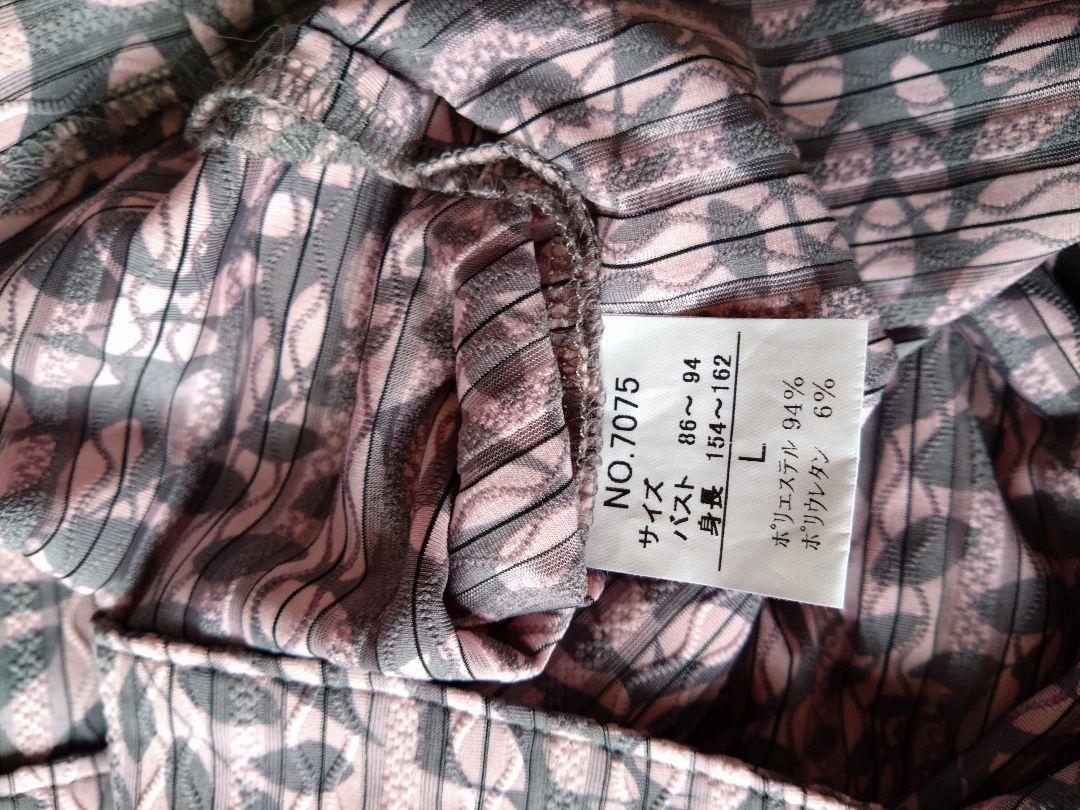 NO.7075
サイズ
バスト 86～94
身長 154～162
L
ﾎﾟﾘｴｽﾃﾙ 94%
ﾎﾟﾘｳﾚﾀﾝ 6%